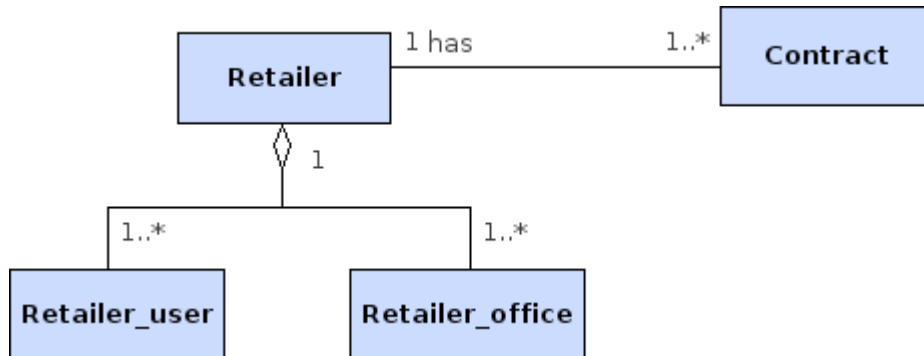 1 has
1..*
Contract
Retailer
1
1..*
1..*
Retailer_user
Retailer_office